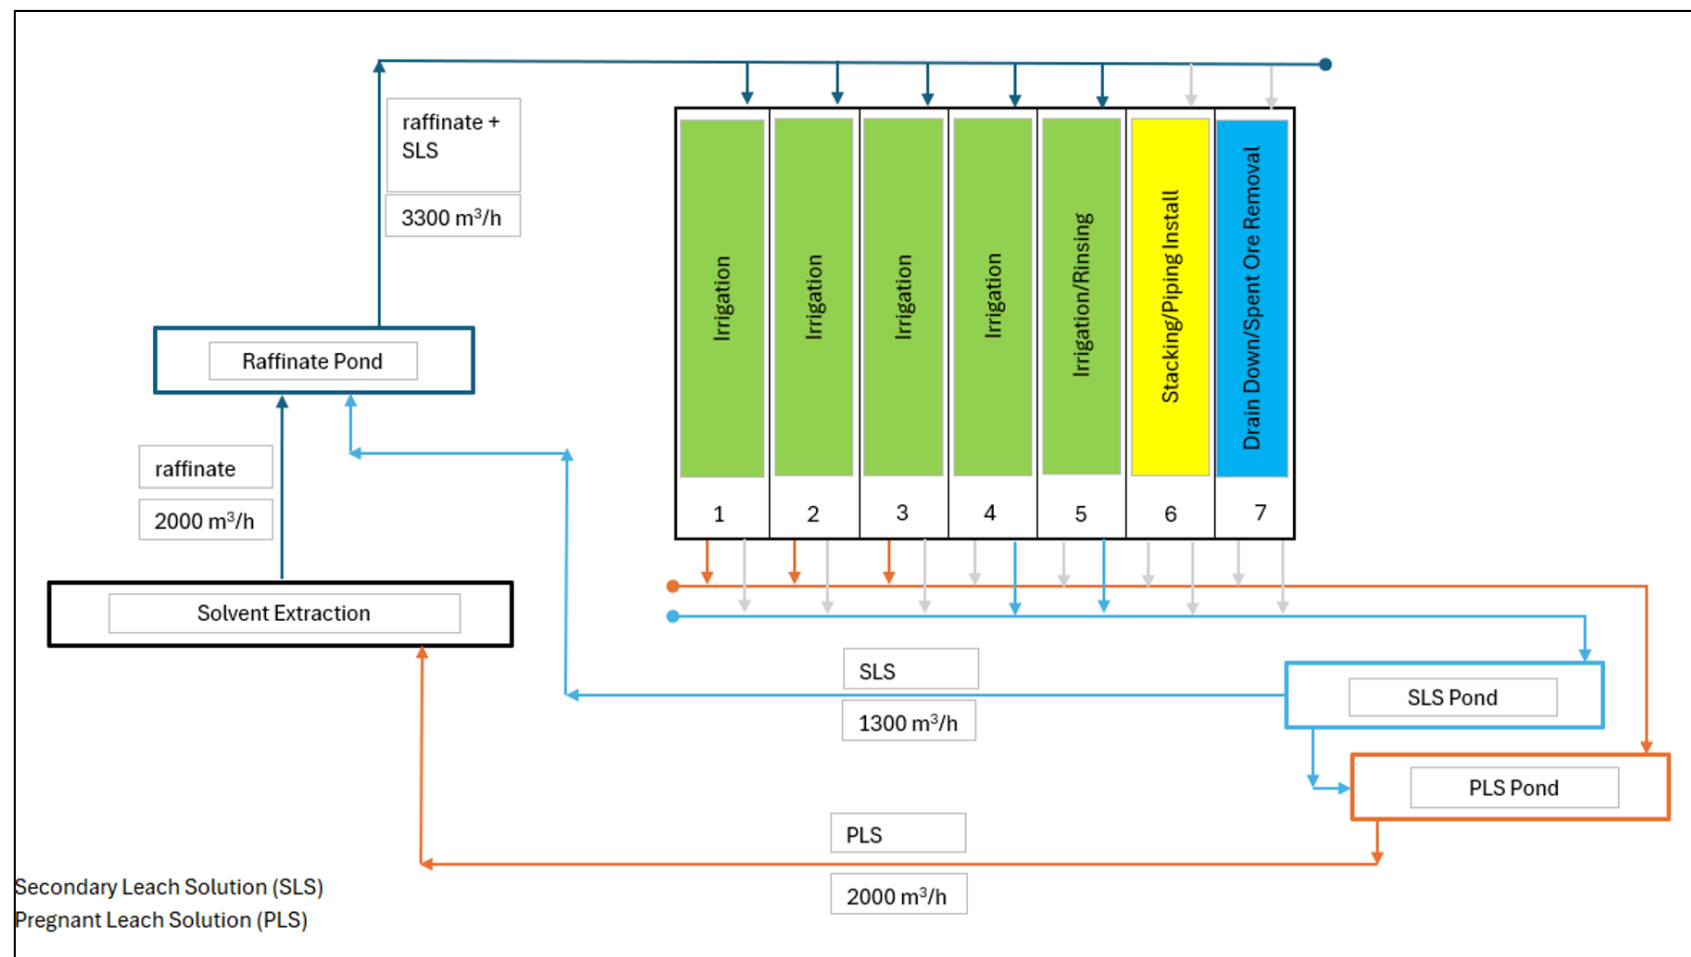 raffinate +
SLS
3300 m³/h
Raffinate Pond
raffinate
2000 m³/h
Solvent Extraction
Irrigation
Irrigation
Irrigation
Irrigation
Irrigation/Rinsing
Stacking/Piping Install
Drain Down/Spent Ore Removal
1 2 3 4 5 6 7
SLS
1300 m³/h
SLS Pond
PLS Pond
PLS
2000 m³/h
Secondary Leach Solution (SLS)
Pregnant Leach Solution (PLS)